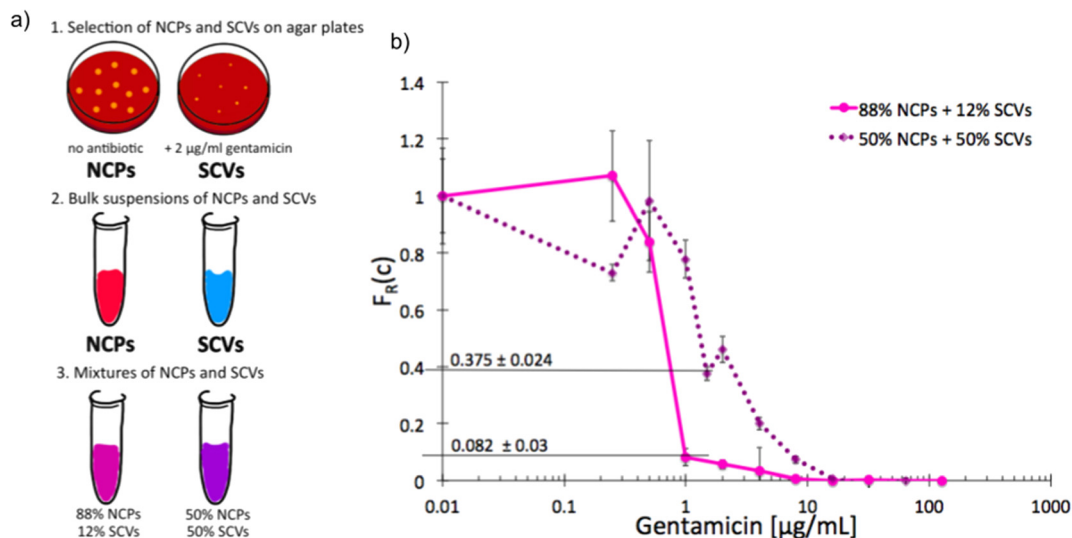 a)
1. Selection of NCPs and SCVs on agar plates
no antibiotic
+ 2 µg/ml gentamicin
NCPs
SCVs
2. Bulk suspensions of NCPs and SCVs
NCPs
SCVs
3. Mixtures of NCPs and SCVs
88% NCPs
12% SCVs
50% NCPs
50% SCVs
b)
88% NCPs + 12% SCVs
50% NCPs + 50% SCVs
F_R(c)
1.4
1.2
1
0.8
0.6
0.4
0.2
0
0.375 ± 0.024
0.082 ± 0.03
0.01
0.1
1
10
100
1000
Gentamicin [µg/mL]